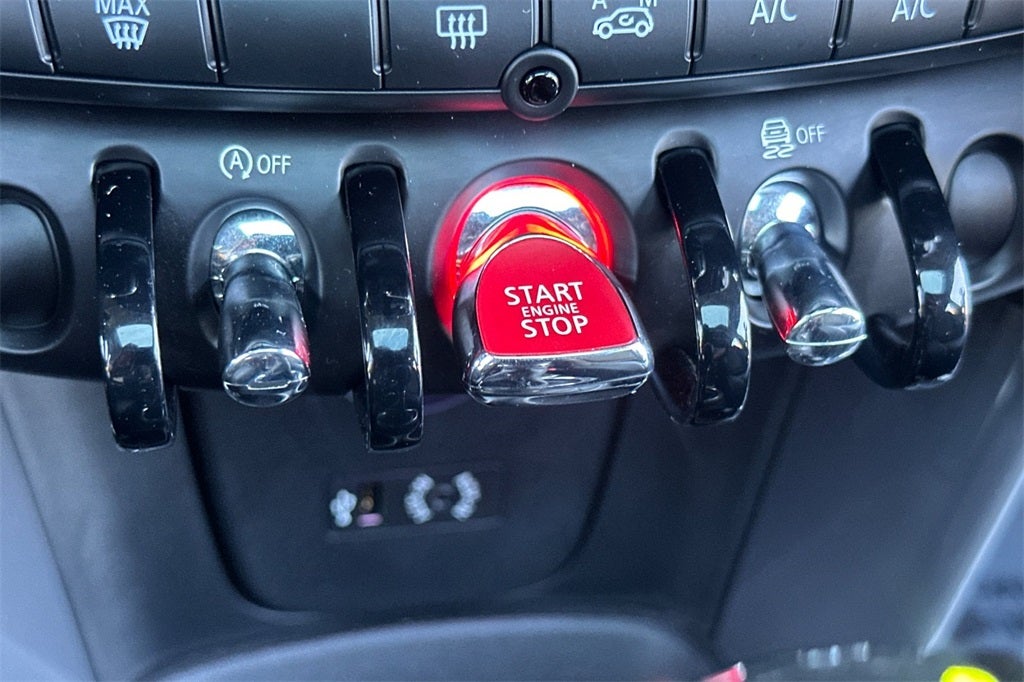 MAX
A M
A/C
A/C
A OFF
OFF
START
ENGINE
STOP